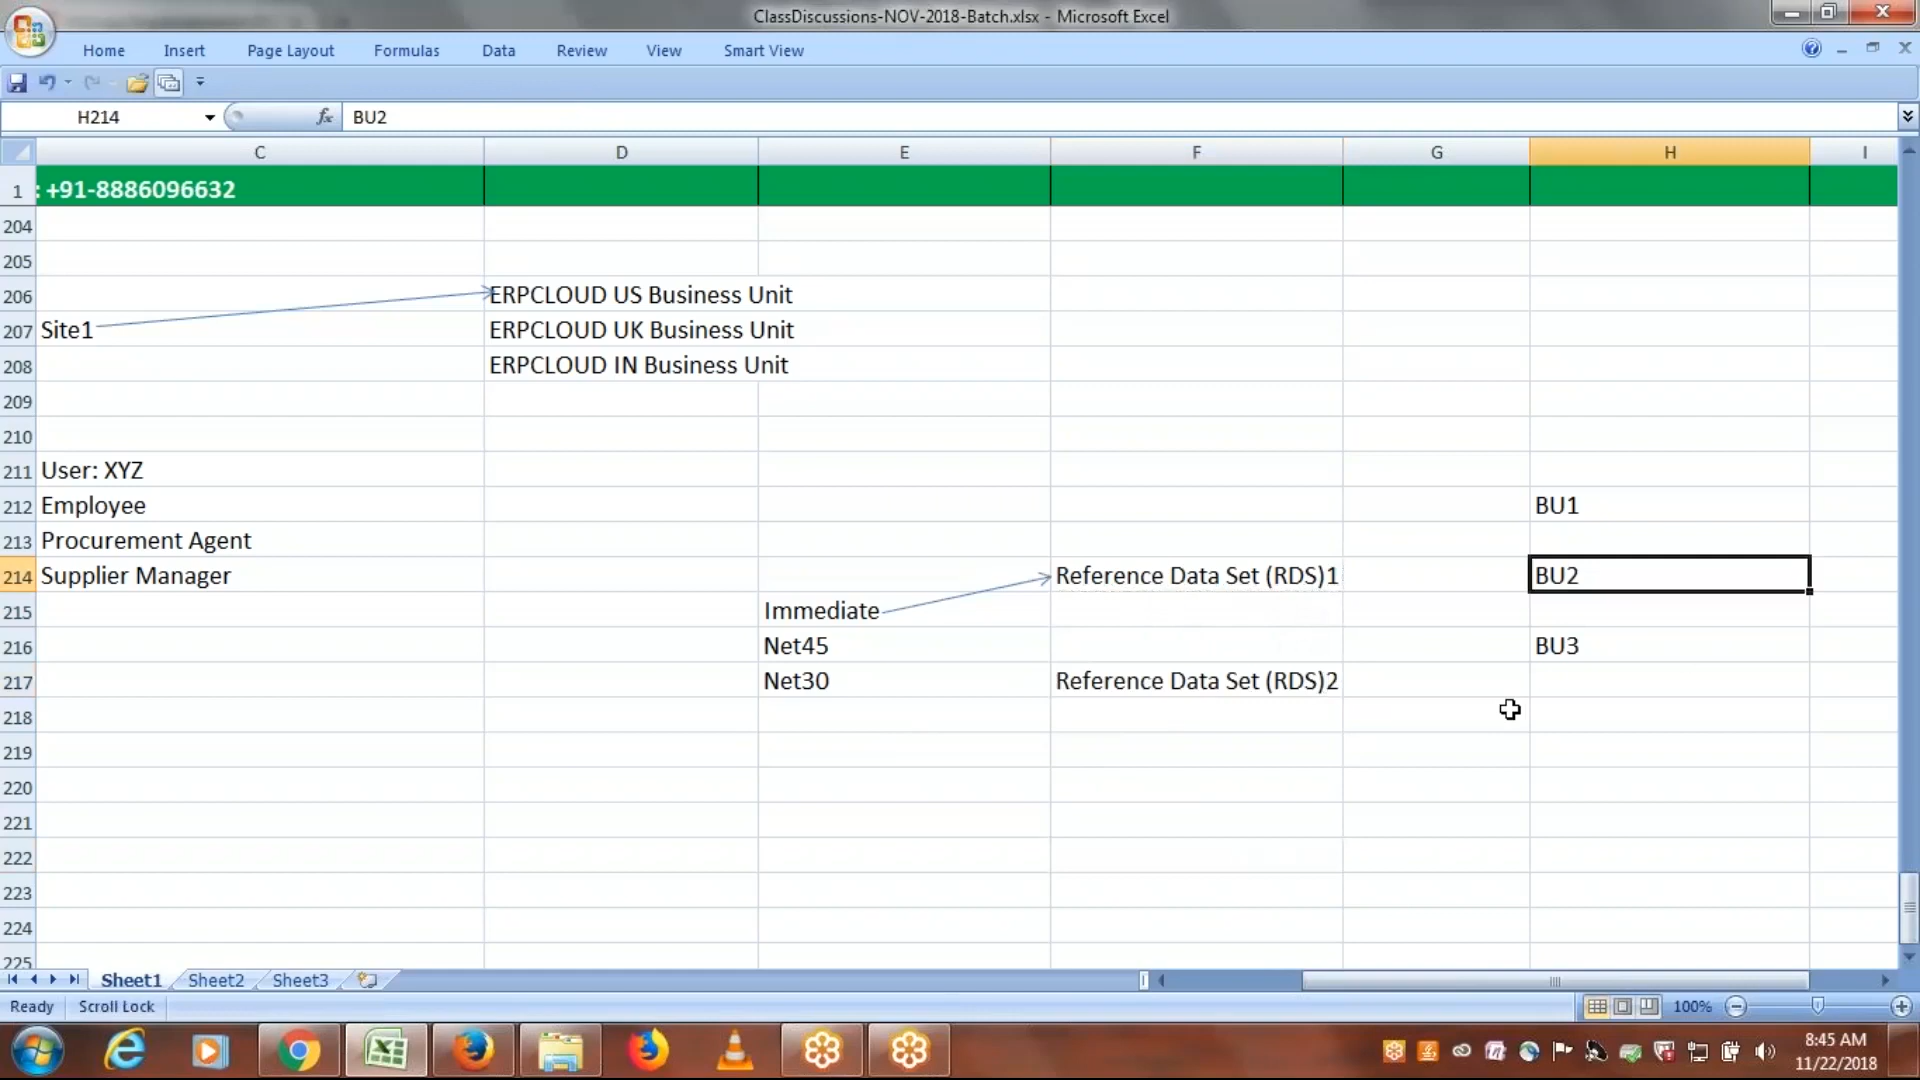 ClassDiscussions-NOV-2018-Batch.xlsx - Microsoft Excel
Home Insert Page Layout Formulas Data Review View Smart View
H214 fx BU2
C D E F G H I
1 : +91-8886096632
204
205
206 ERPCLOUD US Business Unit
207 Site1 ERPCLOUD UK Business Unit
208 ERPCLOUD IN Business Unit
209
210
211 User: XYZ
212 Employee BU1
213 Procurement Agent
214 Supplier Manager Reference Data Set (RDS)1 BU2
215 Immediate
216 Net45 BU3
217 Net30 Reference Data Set (RDS)2
218
219
220
221
222
223
224
225
Sheet1 Sheet2 Sheet3
Ready Scroll Lock 100%
8:45 AM
11/22/2018